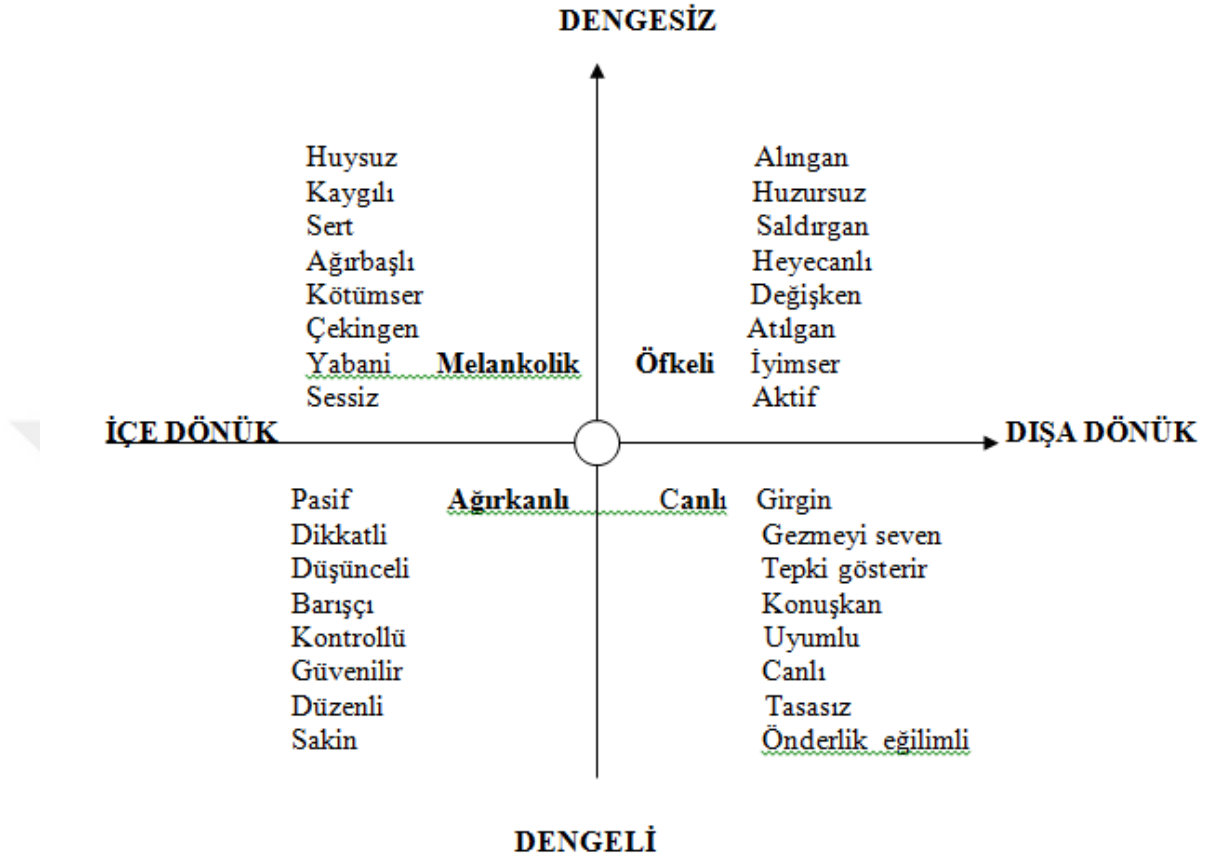 DENGESİZ
Huysuz Alıngan
Kaygılı Huzursuz
Sert Saldırgan
Ağırbaşlı Heyecanlı
Kötümser Değişken
Çekingen Atılgan
Yabani Melankolik Öfkeli İyimser
Sessiz Aktif
İÇE DÖNÜK DIŞA DÖNÜK
Pasif Ağırkanlı Canlı Girgin
Dikkatli Gezmeyi seven
Düşünceli Tepki gösterir
Barışçı Konuşkan
Kontrollü Uyumlu
Güvenilir Canlı
Düzenli Tasasız
Sakin Önderlik eğilimli
DENGELİ